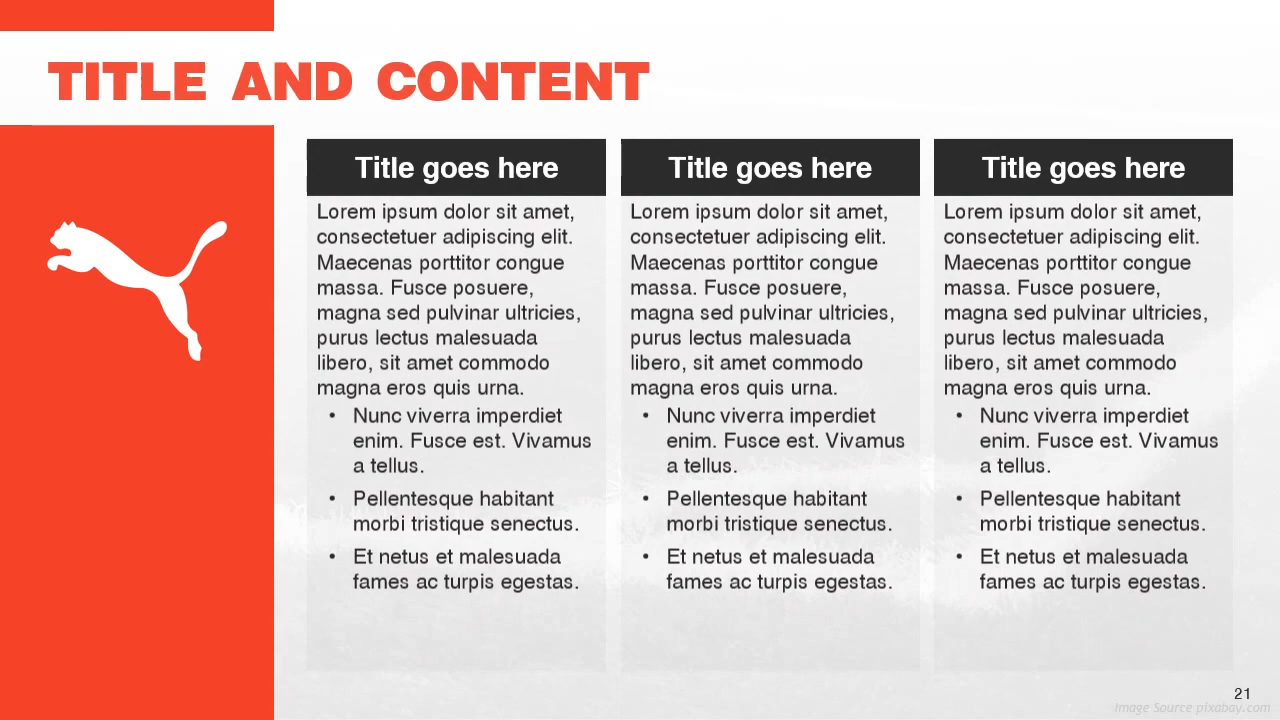 TITLE AND CONTENT
Title goes here
Lorem ipsum dolor sit amet,
consectetuer adipiscing elit.
Maecenas porttitor congue
massa. Fusce posuere,
magna sed pulvinar ultricies,
purus lectus malesuada
libero, sit amet commodo
magna eros quis urna.
• Nunc viverra imperdiet
enim. Fusce est. Vivamus
a tellus.
• Pellentesque habitant
morbi tristique senectus.
• Et netus et malesuada
fames ac turpis egestas.
Title goes here
Lorem ipsum dolor sit amet,
consectetuer adipiscing elit.
Maecenas porttitor congue
massa. Fusce posuere,
magna sed pulvinar ultricies,
purus lectus malesuada
libero, sit amet commodo
magna eros quis urna.
• Nunc viverra imperdiet
enim. Fusce est. Vivamus
a tellus.
• Pellentesque habitant
morbi tristique senectus.
• Et netus et malesuada
fames ac turpis egestas.
Title goes here
Lorem ipsum dolor sit amet,
consectetuer adipiscing elit.
Maecenas porttitor congue
massa. Fusce posuere,
magna sed pulvinar ultricies,
purus lectus malesuada
libero, sit amet commodo
magna eros quis urna.
• Nunc viverra imperdiet
enim. Fusce est. Vivamus
a tellus.
• Pellentesque habitant
morbi tristique senectus.
• Et netus et malesuada
fames ac turpis egestas.
21
Image Source pixabay.com